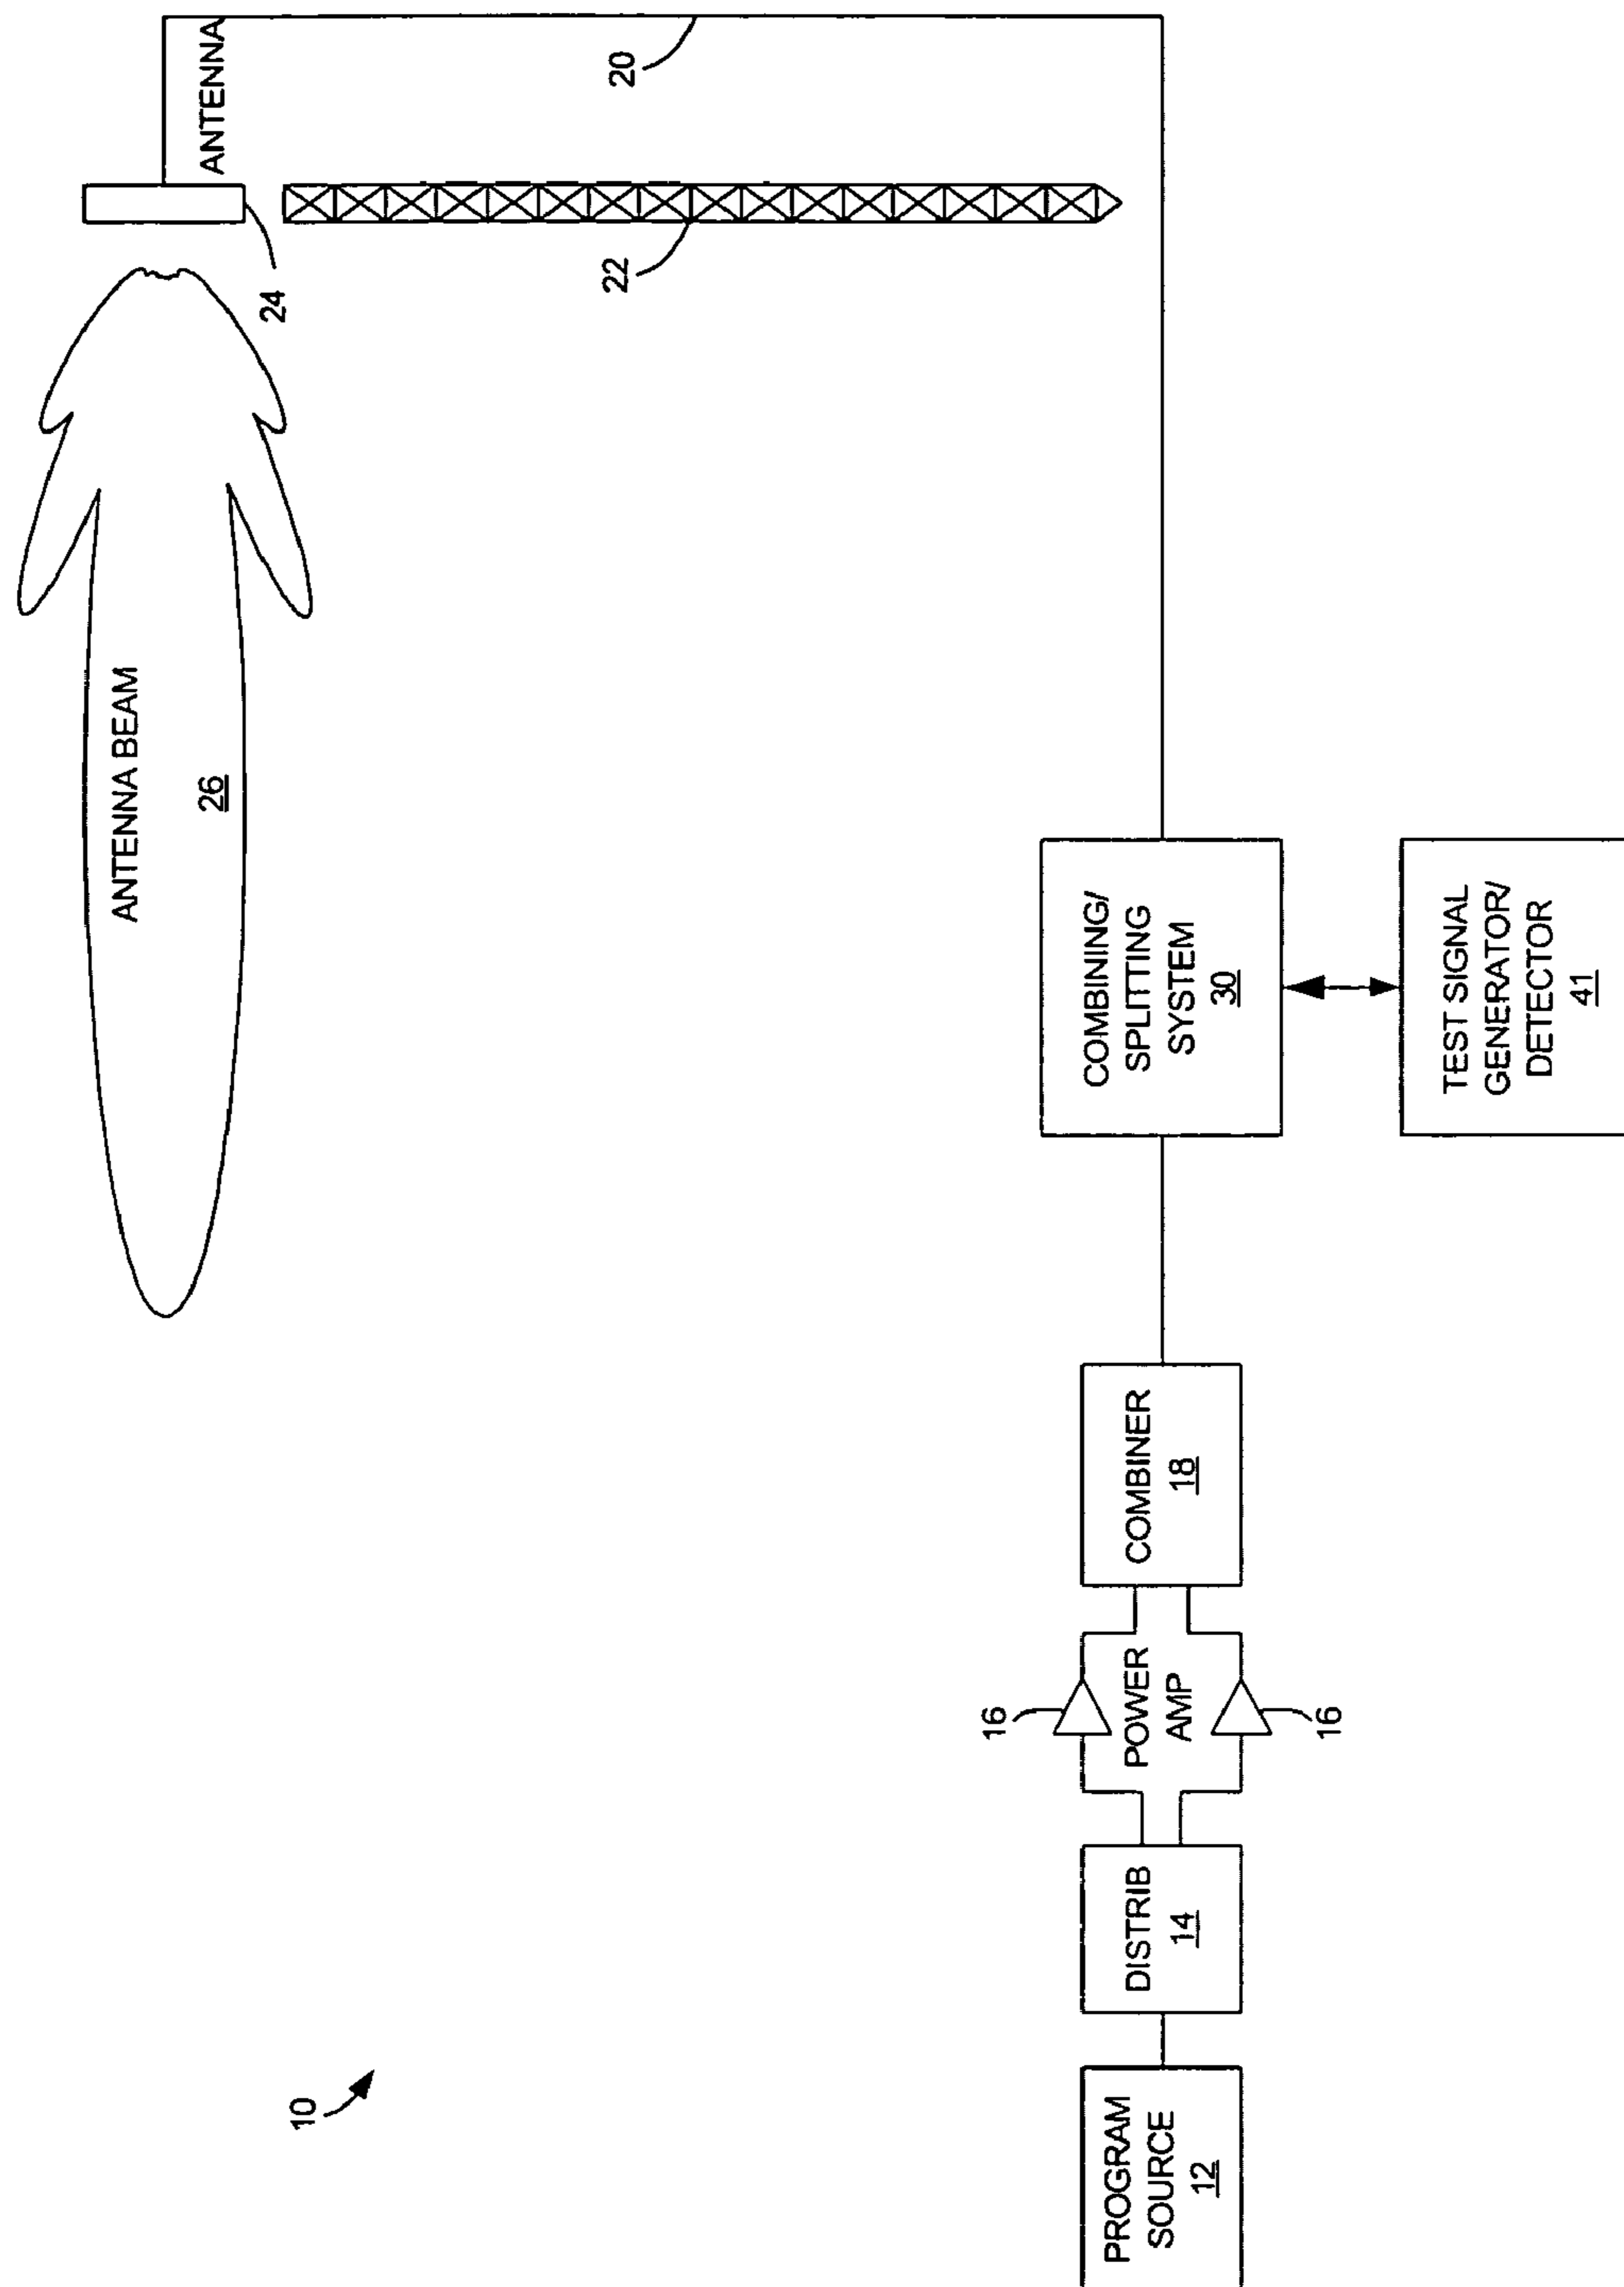 10
PROGRAM
SOURCE
12
DISTRIB
14
16
POWER
AMP
16
COMBINER
18
COMBINING/
SPLITTING
SYSTEM
30
TEST SIGNAL
GENERATOR/
DETECTOR
41
ANTENNA BEAM
26
24
22
20
ANTENNA